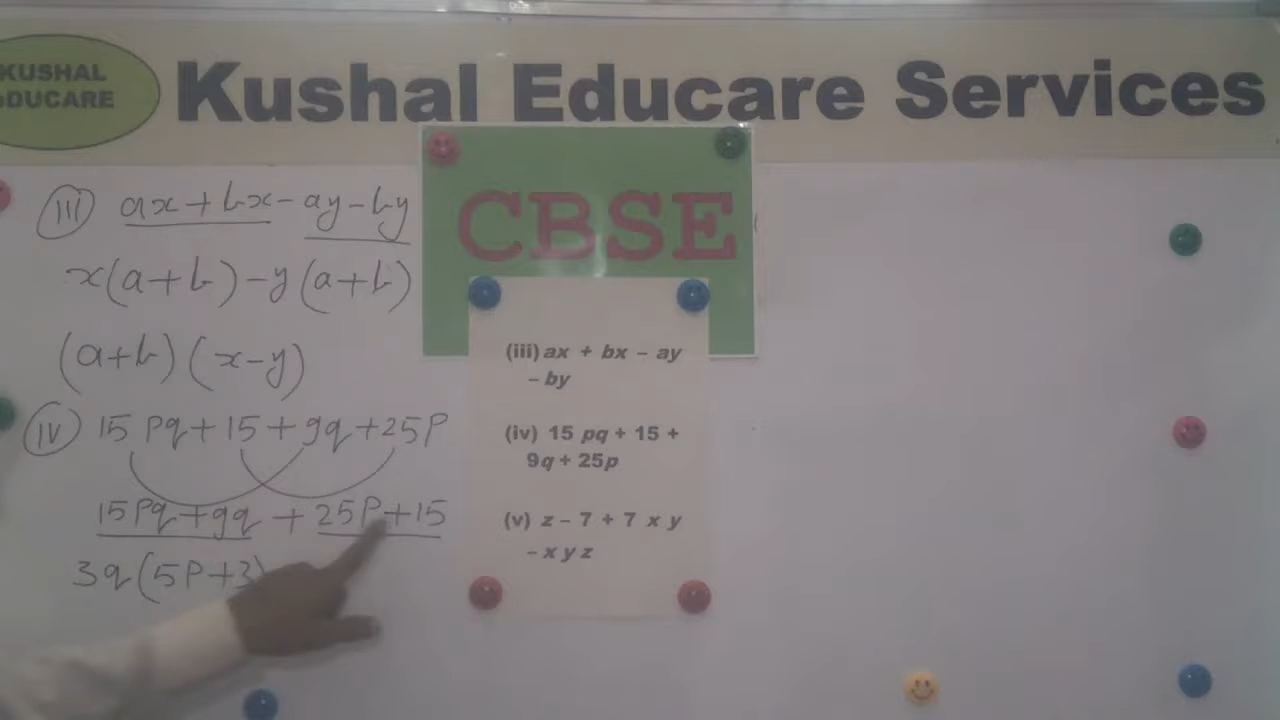 KUSHAL
EDUCARE
Kushal Educare Services
CBSE
(iii) ax + bx - ay - by
x(a+b) - y(a+b)
(a+b) (x-y)
(iv) 15 Pq + 15 + 9q + 25P
15Pq + 9q + 25P + 15
3q(5P+3)
(iii) ax + bx – ay
– by
(iv) 15 pq + 15 +
9q + 25p
(v) z – 7 + 7 x y
– x y z